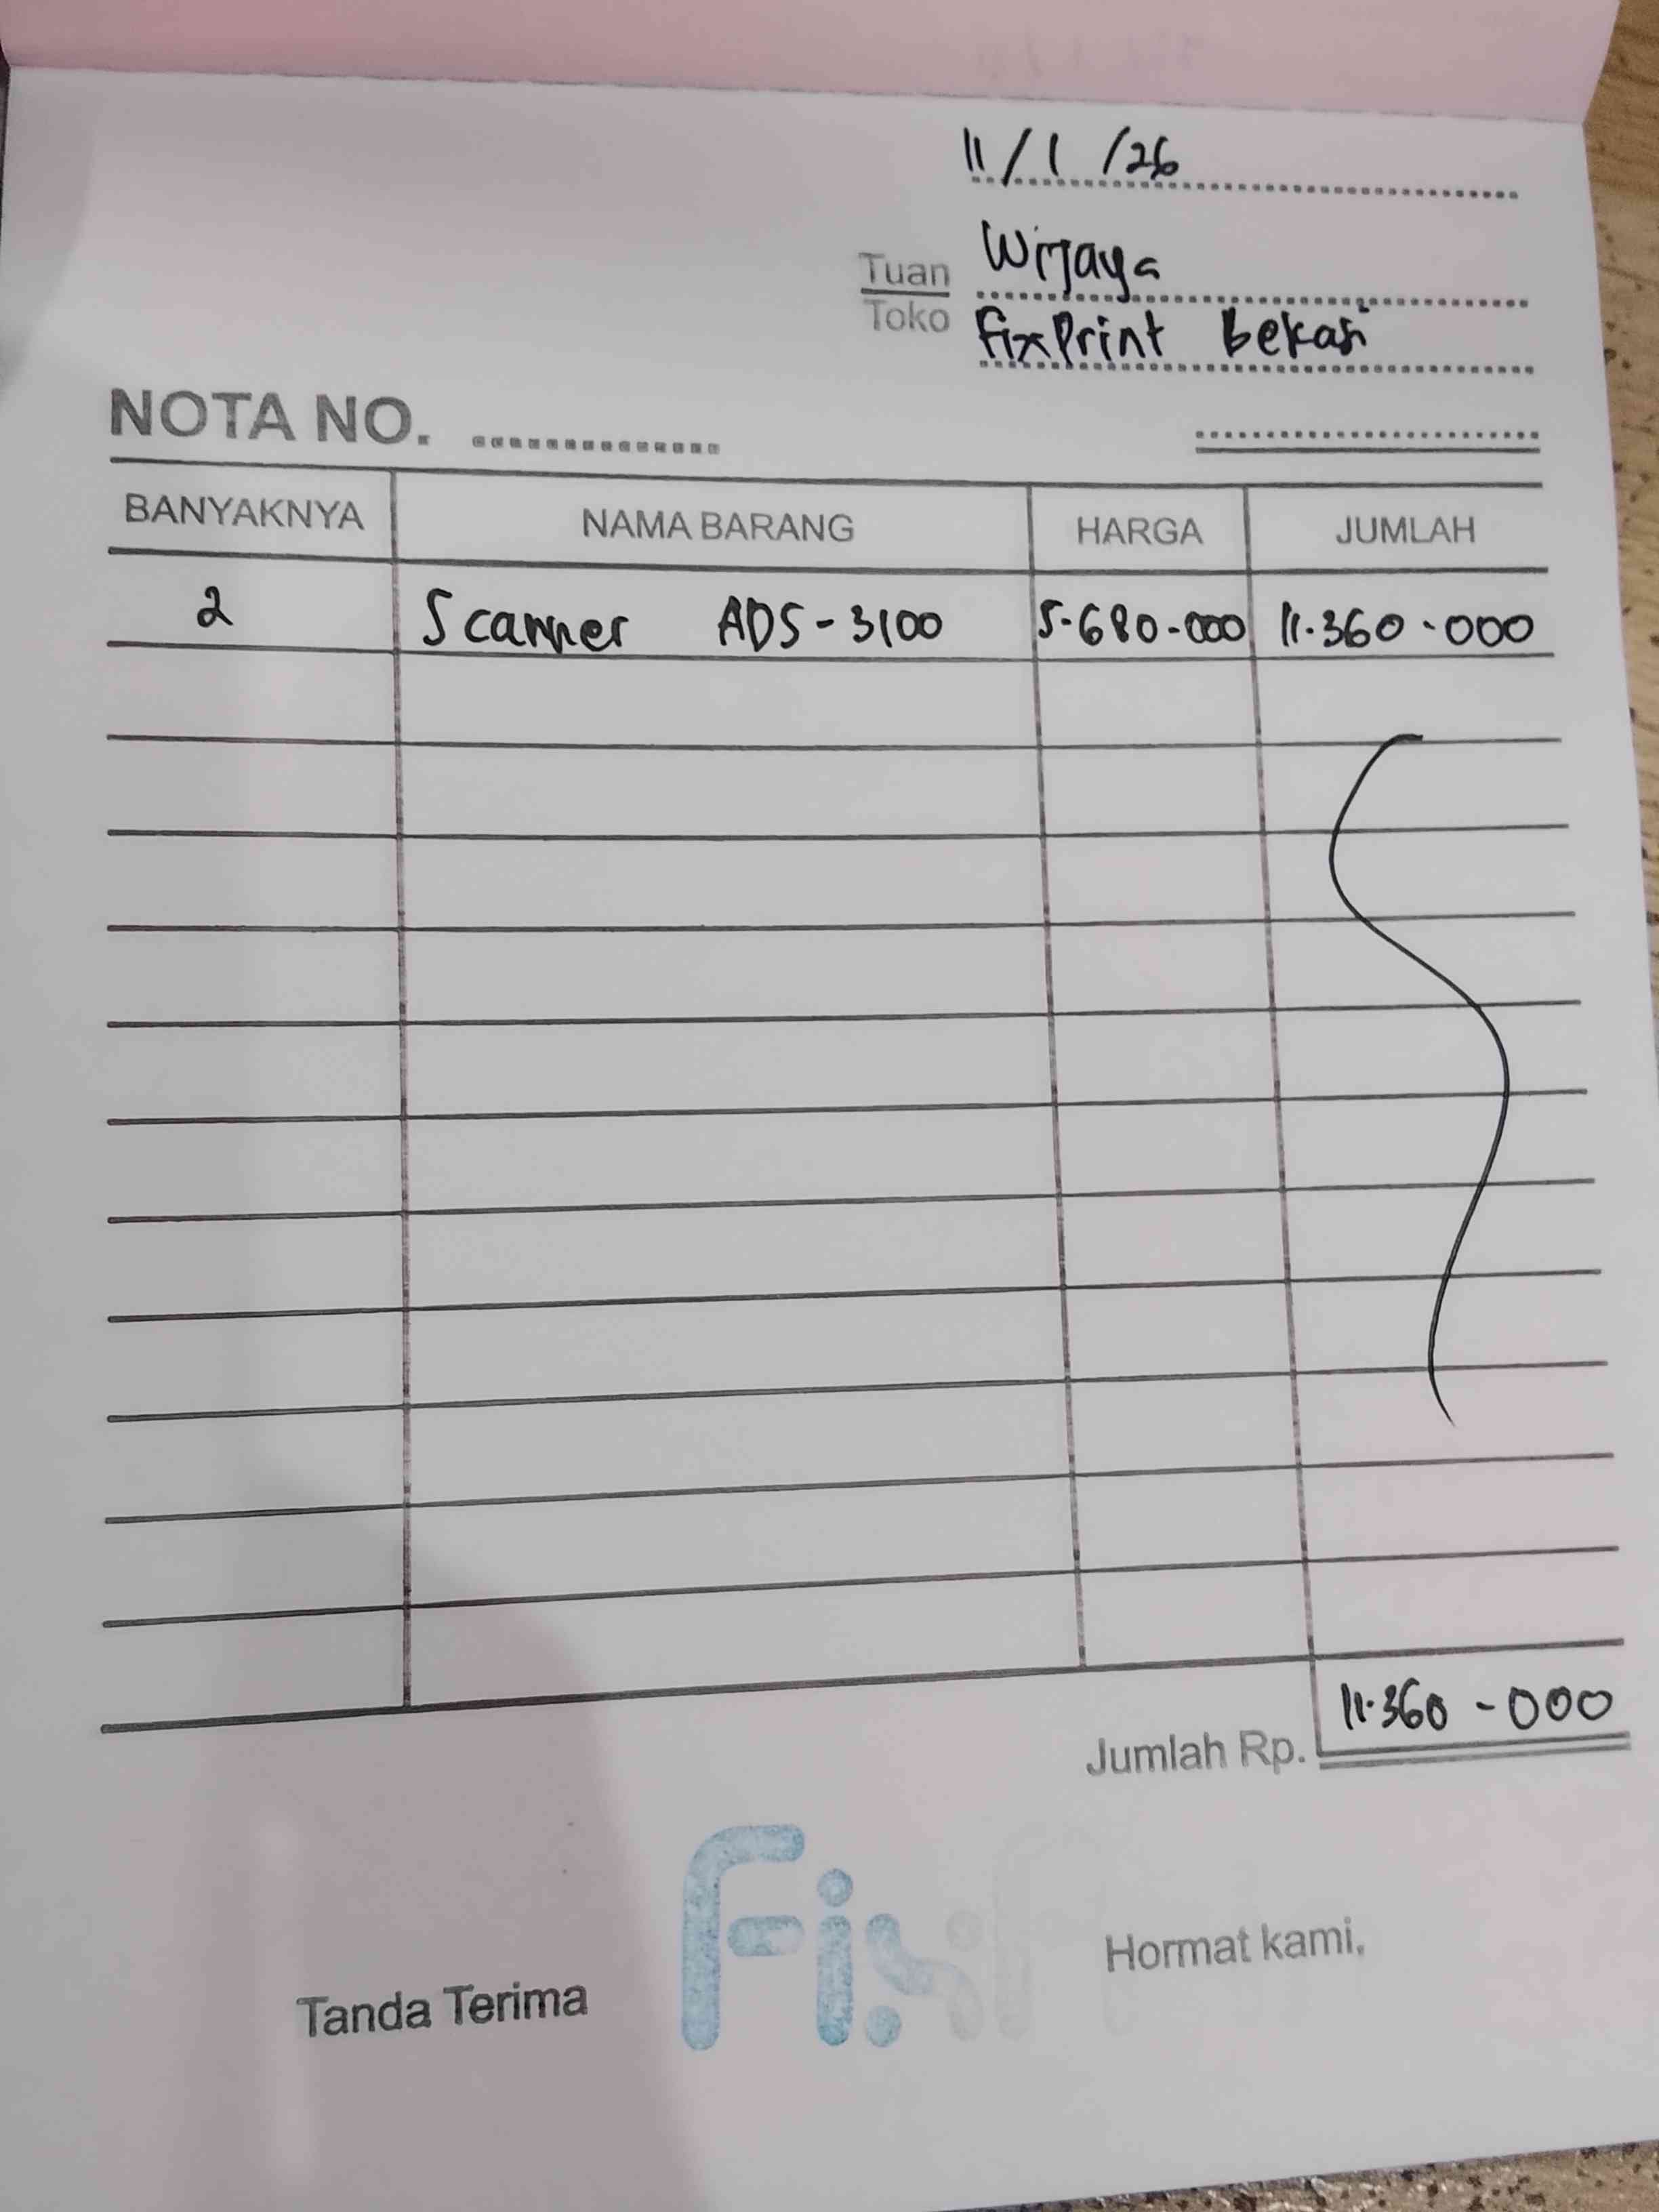 11/1/26
Tuan Wijaya
Toko FixPrint Bekasi
NOTA NO.
BANYAKNYA NAMA BARANG HARGA JUMLAH
2 Scanner ADS-3100 5.680.000 11.360.000
Jumlah Rp. 11.360-000
Fix
Tanda Terima Hormat kami,